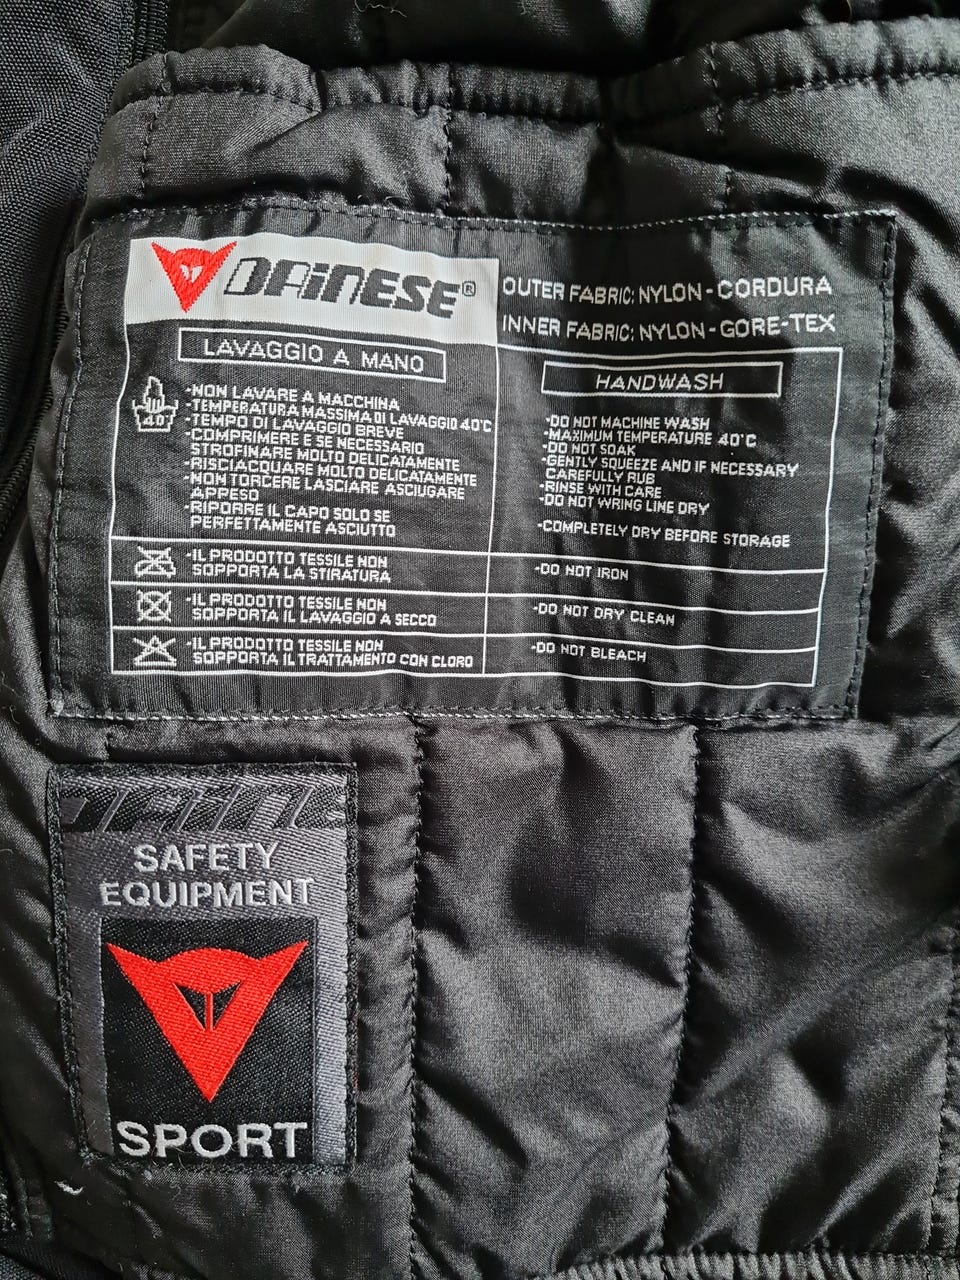 DAiNESE®
OUTER FABRIC: NYLON-CORDURA
INNER FABRIC: NYLON-GORE-TEX
LAVAGGIO A MANO
40°
-NON LAVARE A MACCHINA
-TEMPERATURA MASSIMA DI LAVAGGIO 40°C
-TEMPO DI LAVAGGIO BREVE
-COMPRIMERE E SE NECESSARIO
STROFINARE MOLTO DELICATAMENTE
-RISCIACQUARE MOLTO DELICATAMENTE
-NON TORCERE LASCIARE ASCIUGARE
APPESO
-RIPORRE IL CAPO SOLO SE
PERFETTAMENTE ASCIUTTO
HANDWASH
-DO NOT MACHINE WASH
-MAXIMUM TEMPERATURE 40°C
-DO NOT SOAK
-GENTLY SQUEEZE AND IF NECESSARY
CAREFULLY RUB
-RINSE WITH CARE
-DO NOT WRING LINE DRY
-COMPLETELY DRY BEFORE STORAGE
-IL PRODOTTO TESSILE NON
SOPPORTA LA STIRATURA
-DO NOT IRON
-IL PRODOTTO TESSILE NON
SOPPORTA IL LAVAGGIO A SECCO
-DO NOT DRY CLEAN
-IL PRODOTTO TESSILE NON
SOPPORTA IL TRATTAMENTO CON CLORO
-DO NOT BLEACH
SAFETY
EQUIPMENT
SPORT